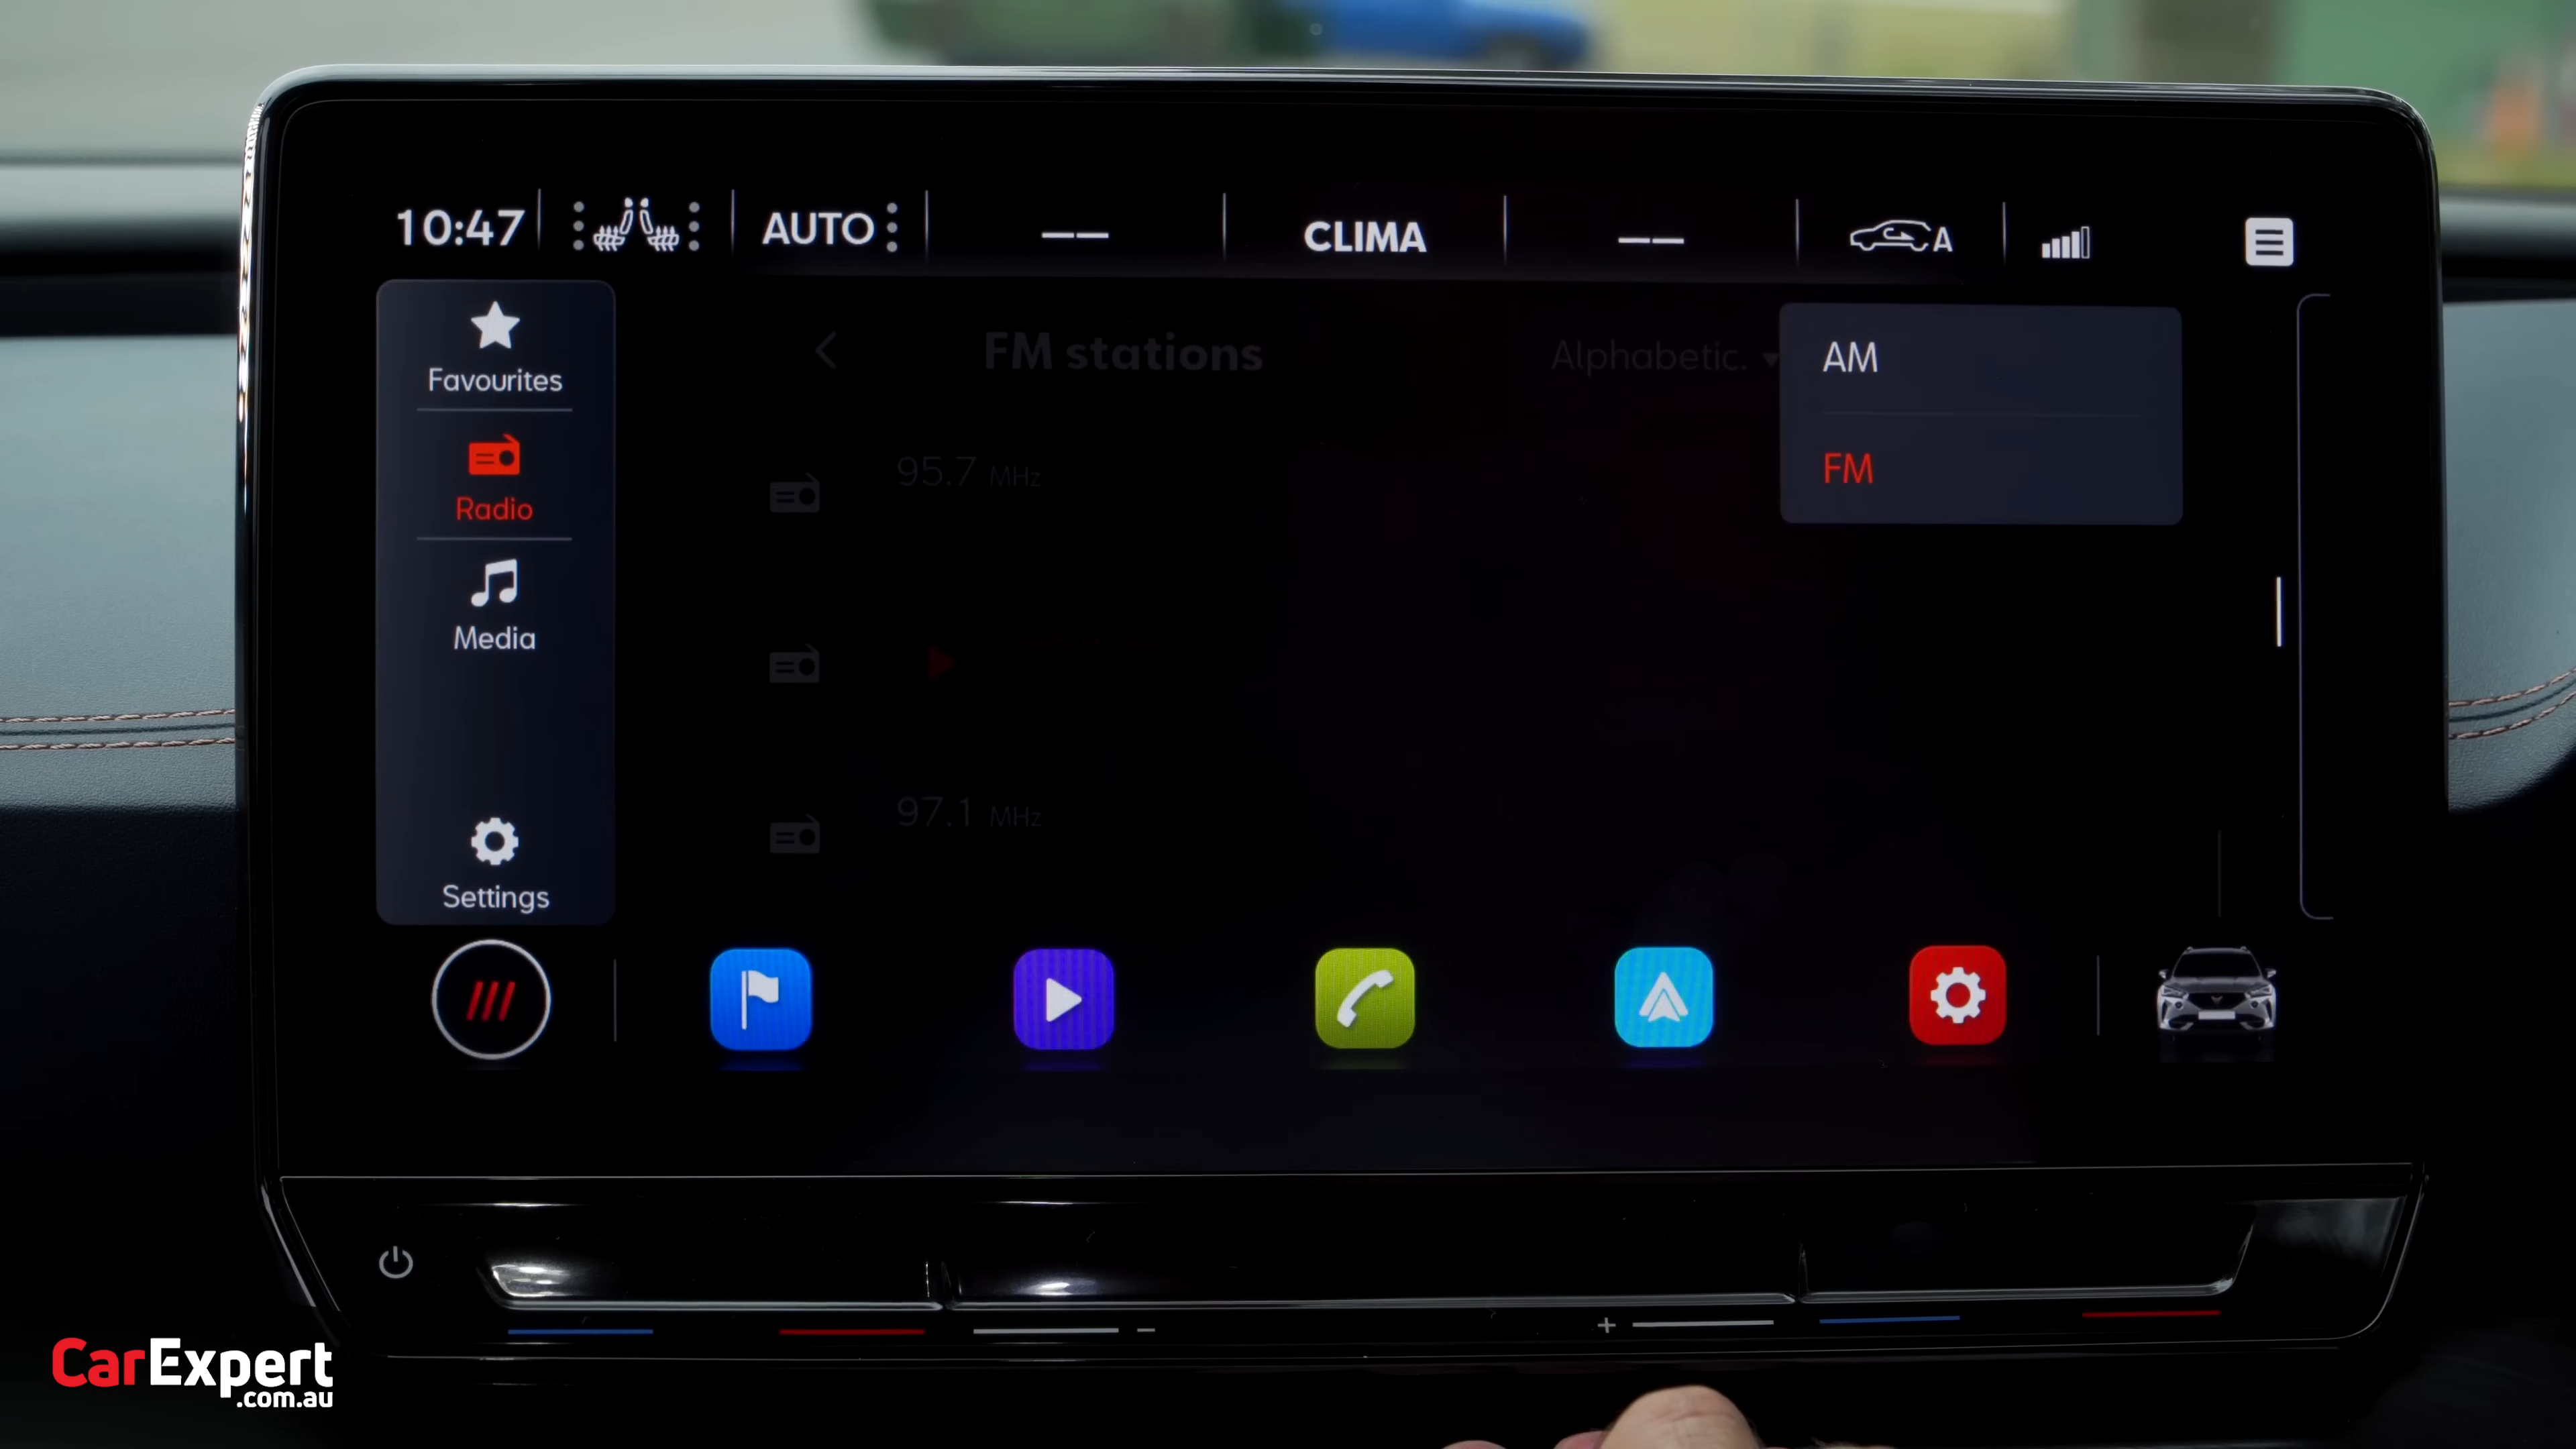 10:47 AUTO -- CLIMA -- A
Favourites
Radio
Media
Settings
FM stations
Alphabetic.
AM
FM
95.7 MHz
97.1 MHz
- +
CarExpert
.com.au